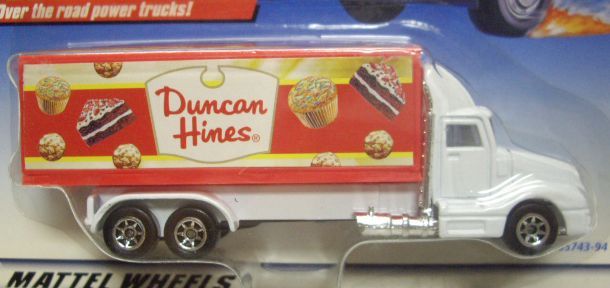 Over the road power trucks!
Duncan
Hines®
MATTEL WHEELS